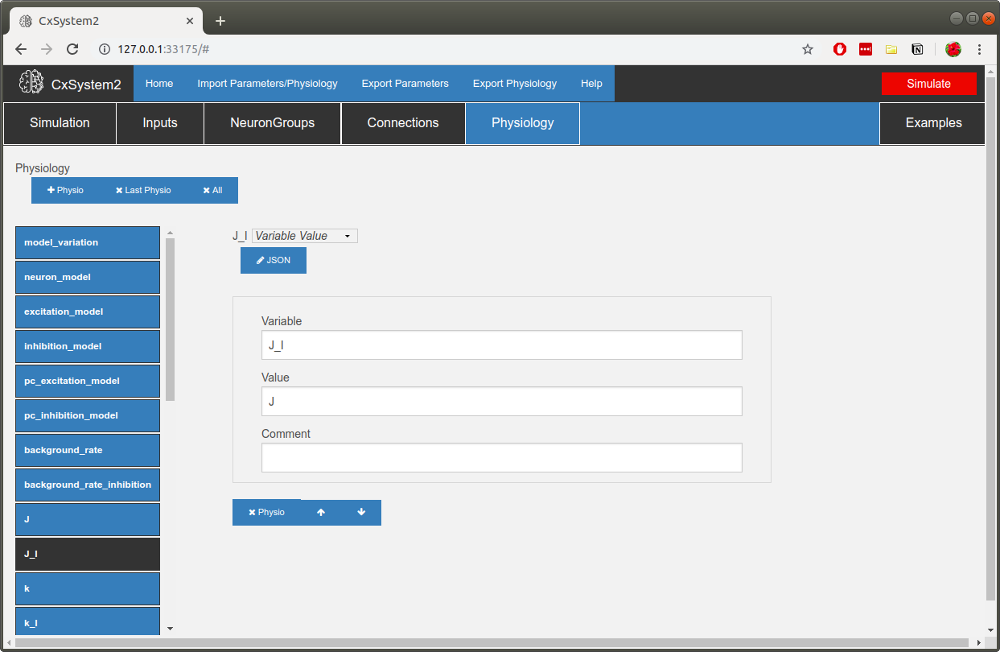 CxSystem2
127.0.0.1:33175/#
CxSystem2 Home Import Parameters/Physiology Export Parameters Export Physiology Help Simulate
Simulation Inputs NeuronGroups Connections Physiology Examples
Physiology
Physio Last Physio All
model_variation
neuron_model
excitation_model
inhibition_model
pc_excitation_model
pc_inhibition_model
background_rate
background_rate_inhibition
J
J_I
k
k_I
J_I Variable Value
JSON
Variable
J_I
Value
J
Comment
Physio